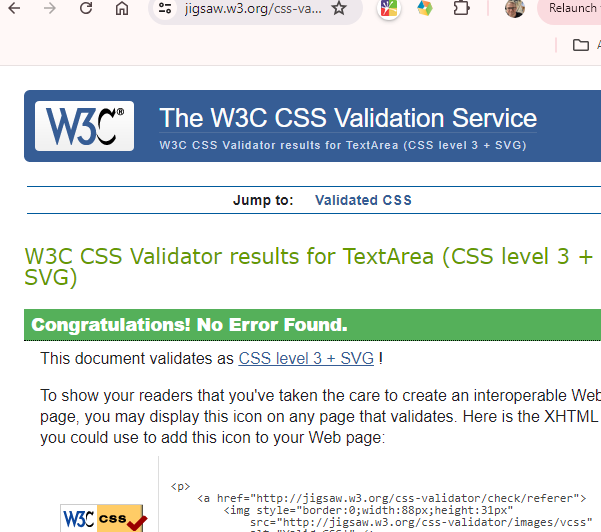 jigsaw.w3.org/css-va...
Relaunch
W3C®
The W3C CSS Validation Service
W3C CSS Validator results for TextArea (CSS level 3 + SVG)
Jump to: Validated CSS
W3C CSS Validator results for TextArea (CSS level 3 +
SVG)
Congratulations! No Error Found.
This document validates as CSS level 3 + SVG !
To show your readers that you've taken the care to create an interoperable Web
page, you may display this icon on any page that validates. Here is the XHTML
you could use to add this icon to your Web page:
<p>
<a href="http://jigsaw.w3.org/css-validator/check/referer">
<img style="border:0;width:88px;height:31px"
src="http://jigsaw.w3.org/css-validator/images/vcss"
W3C css